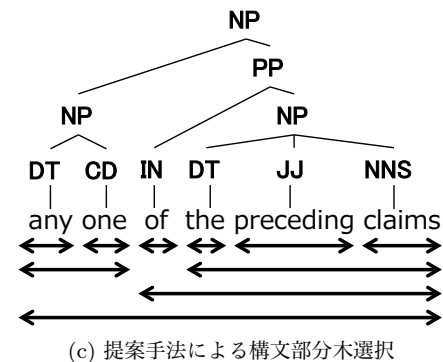 NP
PP
NP NP
DT CD IN DT JJ NNS
any one of the preceding claims
(c) 提案手法による構文部分木選択